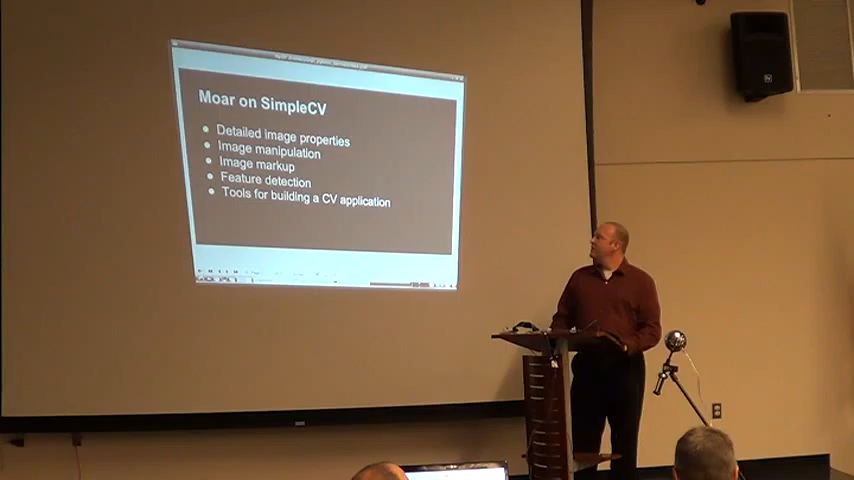 Moar on SimpleCV
Detailed image properties
Image manipulation
Image markup
Feature detection
Tools for building a CV application